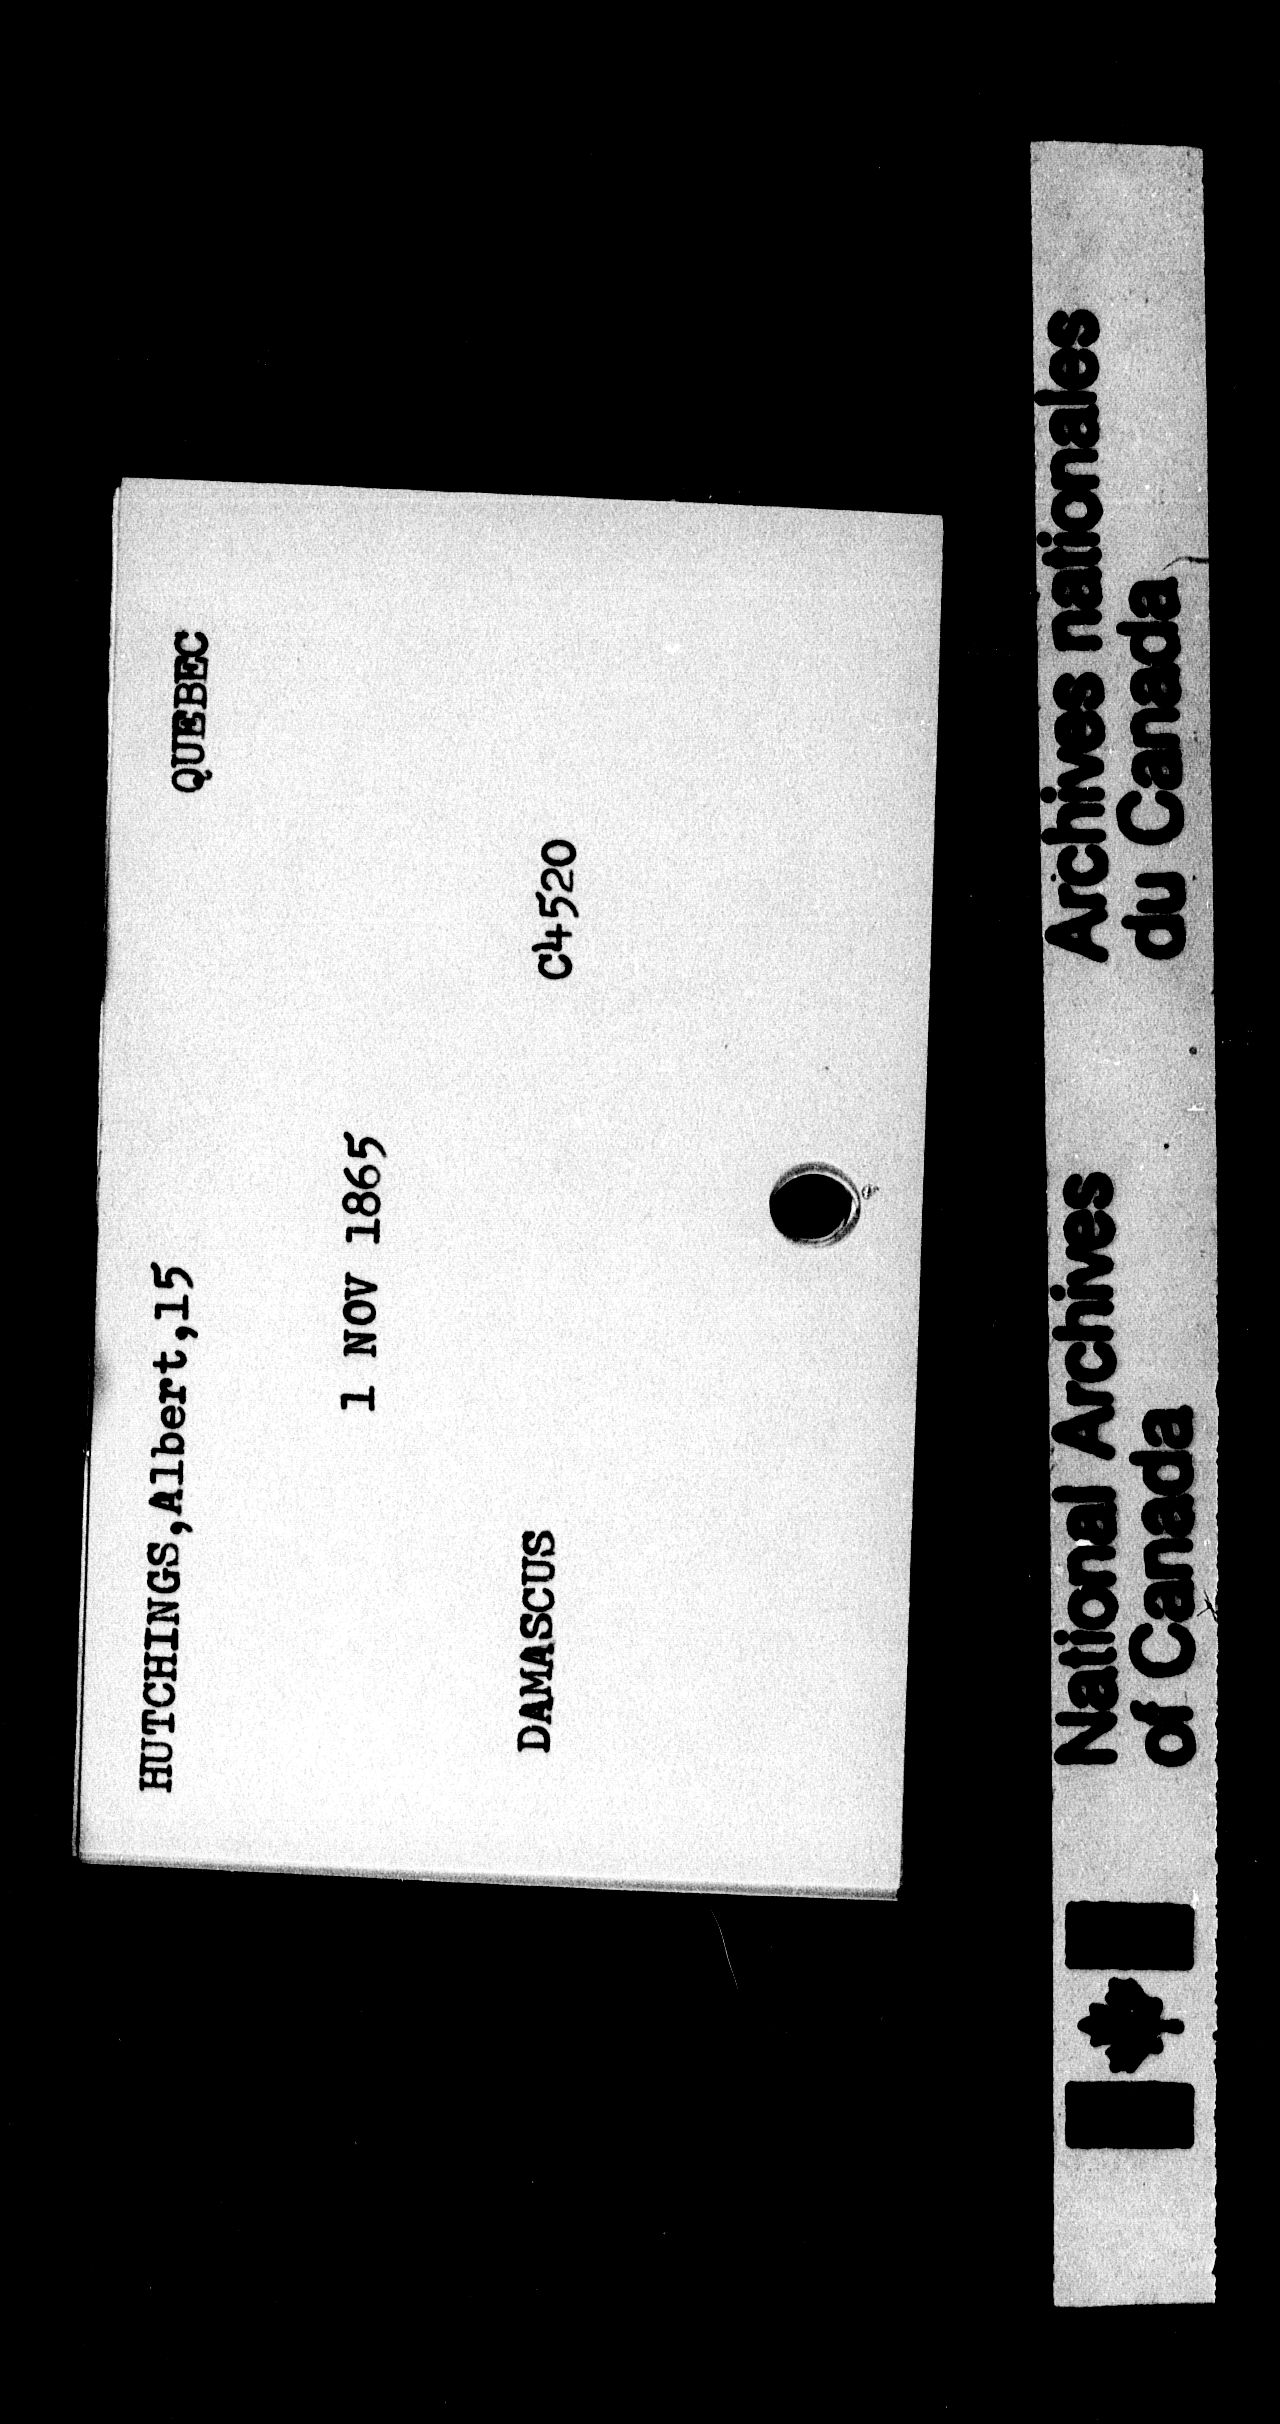 HUTCHINGS,Albert,15 QUEBEC
1 NOV 1865
DAMASCUS C4520
National Archives
of Canada
Archives nationales
du Canada